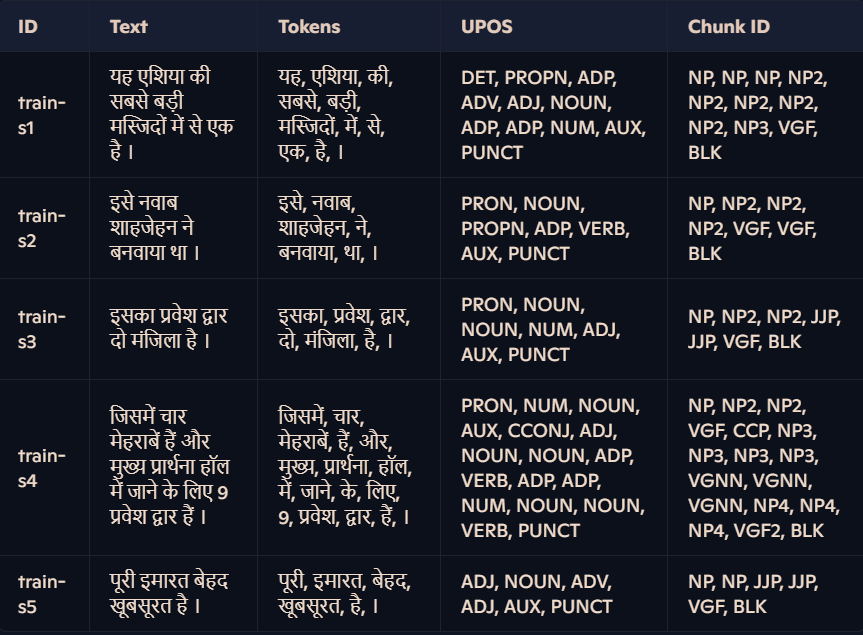 ID Text Tokens UPOS Chunk ID
train-
s1
यह एशिया की
सबसे बड़ी
मस्जिदों में से एक
है ।
यह, एशिया, की,
सबसे, बड़ी,
मस्जिदों, में, से,
एक, है, ।
DET, PROPN, ADP,
ADV, ADJ, NOUN,
ADP, ADP, NUM, AUX,
PUNCT
NP, NP, NP, NP2,
NP2, NP2, NP2,
NP2, NP3, VGF,
BLK
train-
s2
इसे नवाब
शाहजेहन ने
बनवाया था ।
इसे, नवाब,
शाहजेहन, ने,
बनवाया, था, ।
PRON, NOUN,
PROPN, ADP, VERB,
AUX, PUNCT
NP, NP2, NP2,
NP2, VGF, VGF,
BLK
train-
s3
इसका प्रवेश द्वार
दो मंजिला है ।
इसका, प्रवेश, द्वार,
दो, मंजिला, है, ।
PRON, NOUN,
NOUN, NUM, ADJ,
AUX, PUNCT
NP, NP2, NP2, JJP,
JJP, VGF, BLK
train-
s4
जिसमें चार
मेहराबें हैं और
मुख्य प्रार्थना हॉल
में जाने के लिए 9
प्रवेश द्वार हैं ।
जिसमें, चार,
मेहराबें, हैं, और,
मुख्य, प्रार्थना, हॉल,
में, जाने, के, लिए,
9, प्रवेश, द्वार, हैं, ।
PRON, NUM, NOUN,
AUX, CCONJ, ADJ,
NOUN, NOUN, ADP,
VERB, ADP, ADP,
NUM, NOUN, NOUN,
VERB, PUNCT
NP, NP2, NP2,
VGF, CCP, NP3,
NP3, NP3, NP3,
VGNN, VGNN,
VGNN, NP4, NP4,
NP4, VGF2, BLK
train-
s5
पूरी इमारत बेहद
खूबसूरत है ।
पूरी, इमारत, बेहद,
खूबसूरत, है, ।
ADJ, NOUN, ADV,
ADJ, AUX, PUNCT
NP, NP, JJP, JJP,
VGF, BLK